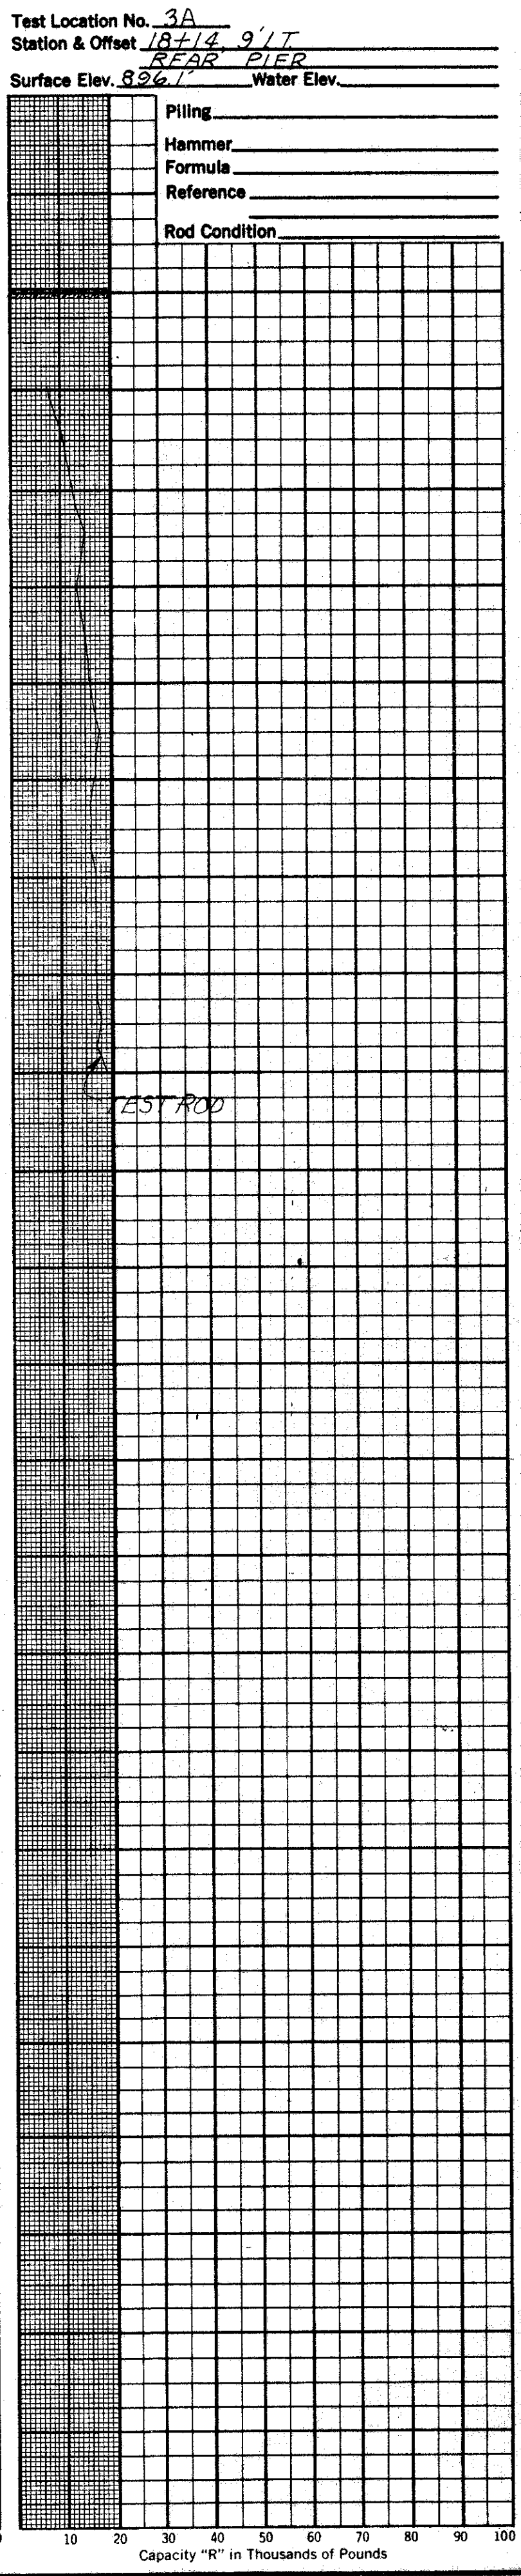 Test Location No. 3A
Station & Offset 18+14, 9' LT.
REAR PIER
Surface Elev. 896.1' Water Elev.
Piling
Hammer
Formula
Reference
Rod Condition
TEST ROD
10 20 30 40 50 60 70 80 90 100
Capacity "R" in Thousands of Pounds